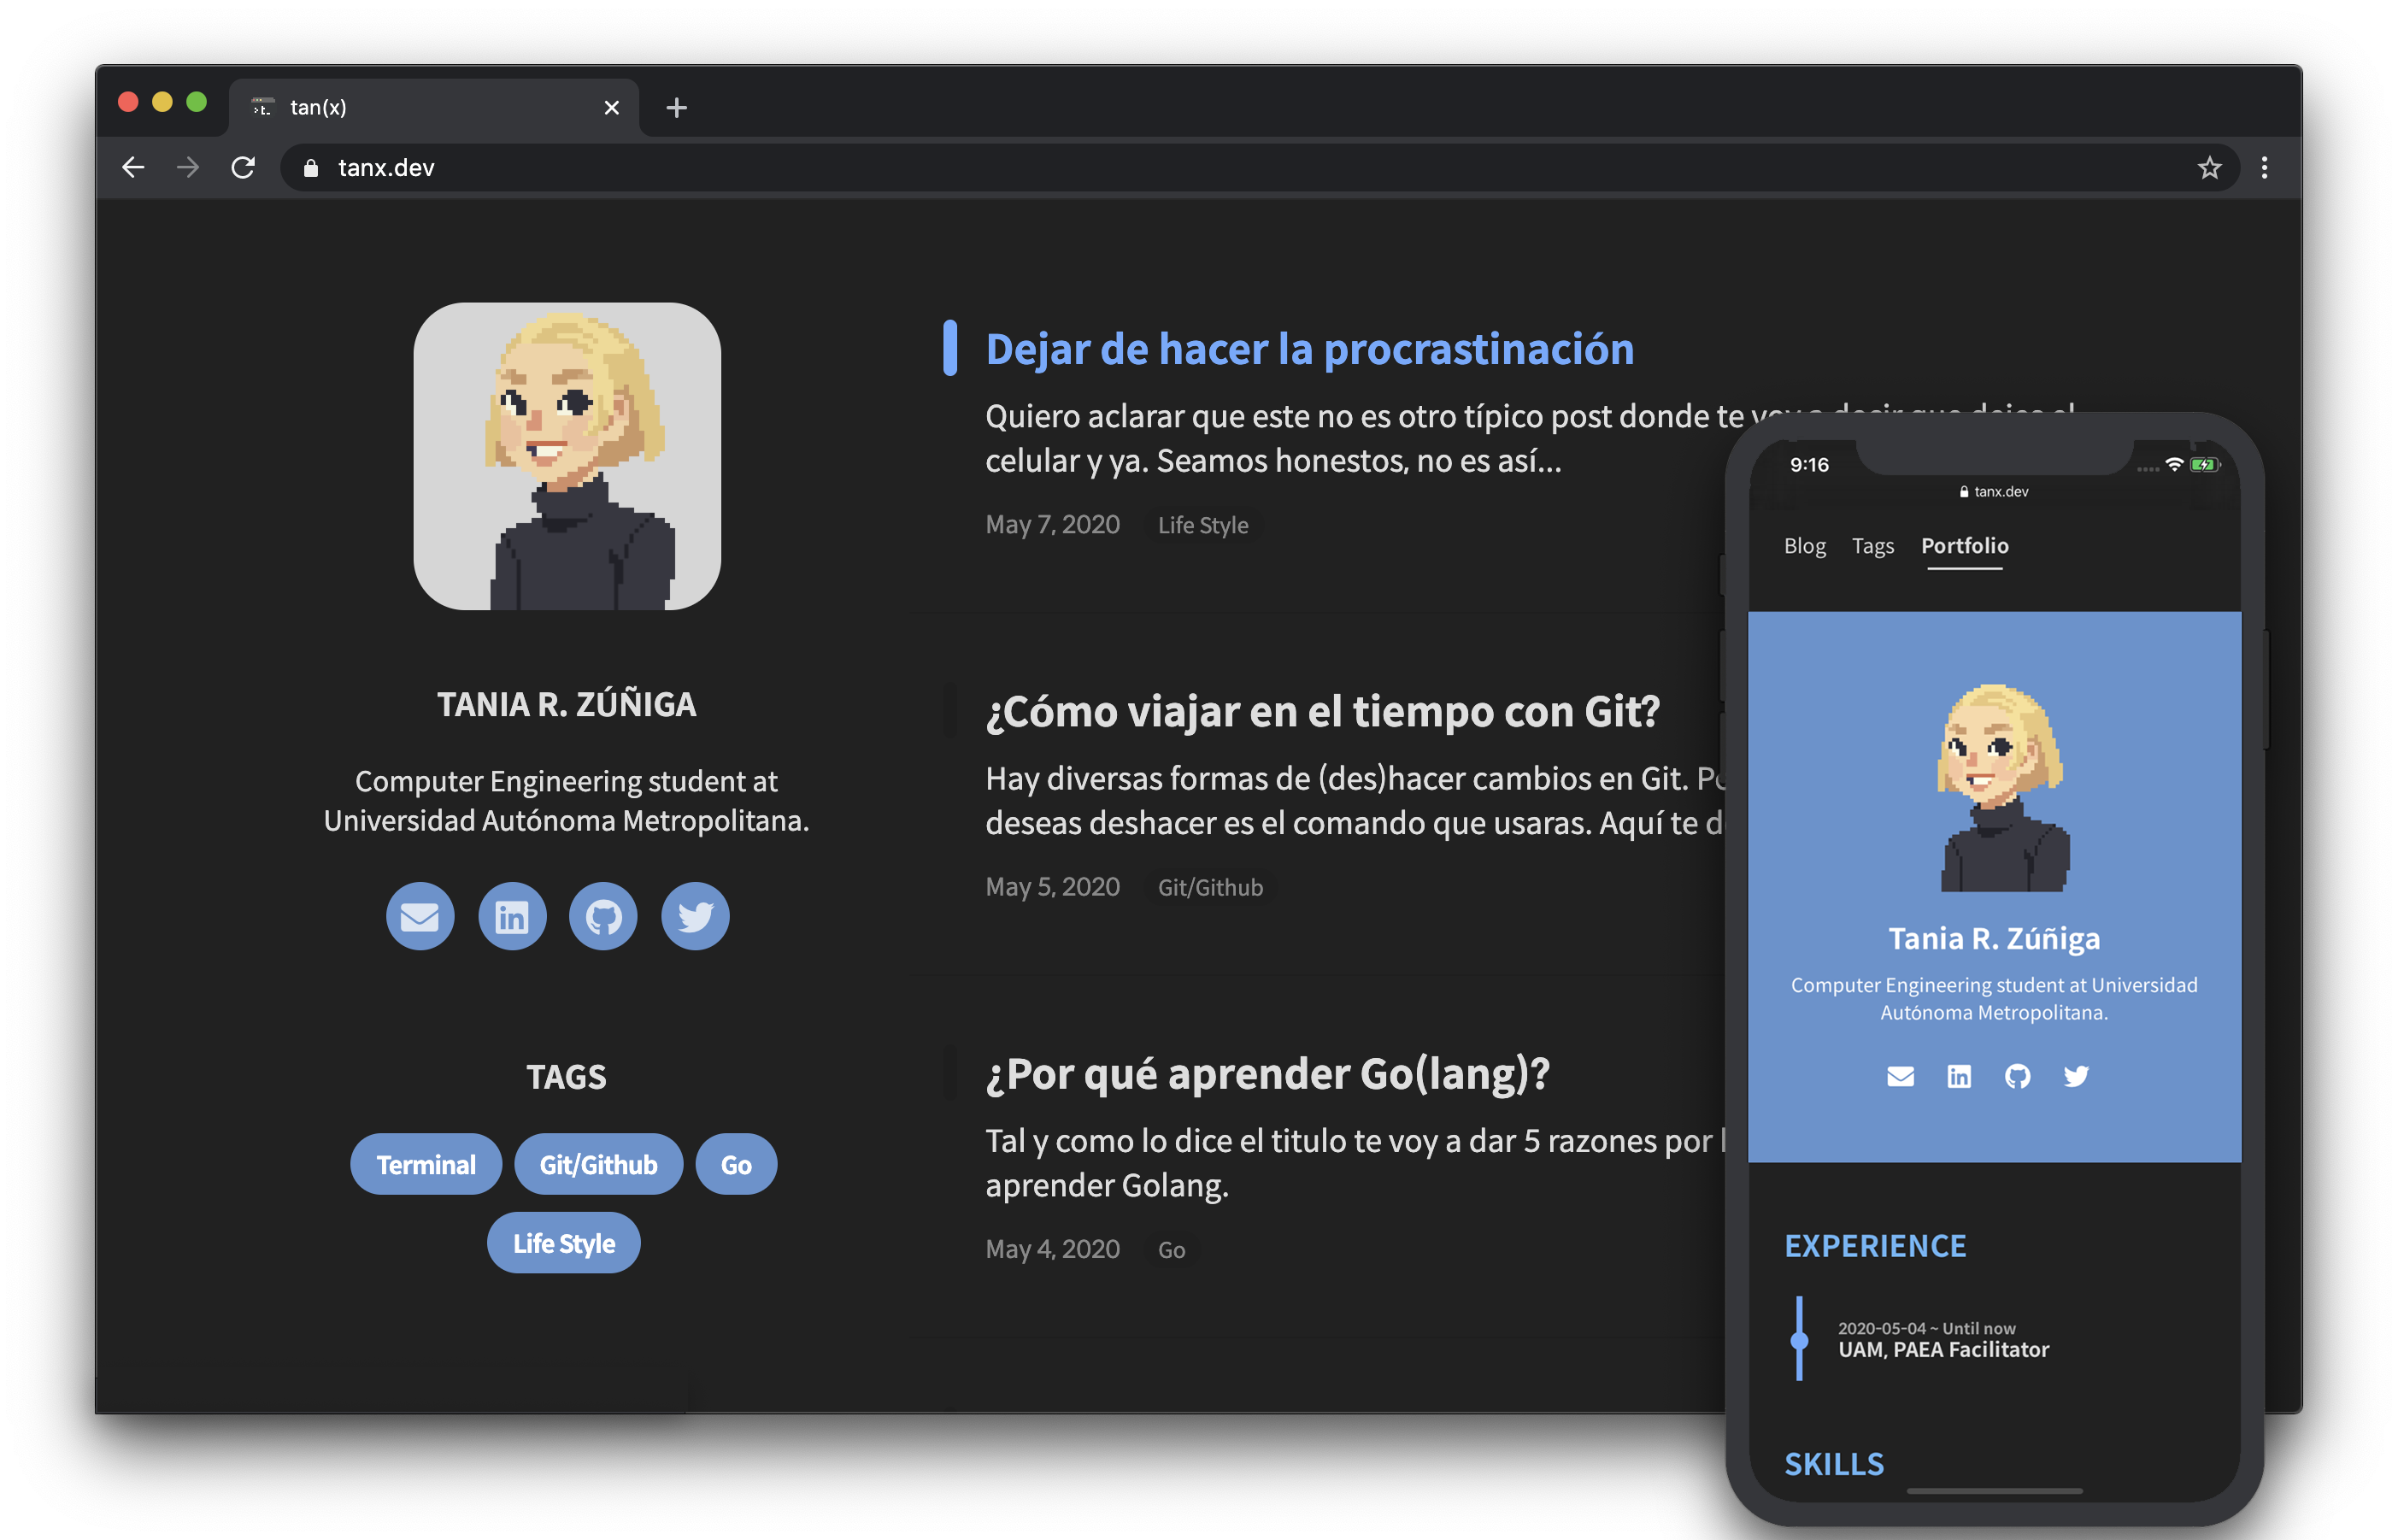 tan(x)
tanx.dev
TANIA R. ZÚÑIGA
Computer Engineering student at
Universidad Autónoma Metropolitana.
TAGS
Terminal
Git/Github
Go
Life Style
Dejar de hacer la procrastinación
Quiero aclarar que este no es otro típico post donde te voy a decir que dejes el
celular y ya. Seamos honestos, no es así...
May 7, 2020 Life Style
¿Cómo viajar en el tiempo con Git?
Hay diversas formas de (des)hacer cambios en Git.
deseas deshacer es el comando que usaras. Aquí te
May 5, 2020 Git/Github
¿Por qué aprender Go(lang)?
Tal y como lo dice el titulo te voy a dar 5 razones por
aprender Golang.
May 4, 2020 Go
9:16
tanx.dev
Blog Tags Portfolio
Tania R. Zúñiga
Computer Engineering student at Universidad
Autónoma Metropolitana.
EXPERIENCE
2020-05-04 ~ Until now
UAM, PAEA Facilitator
SKILLS